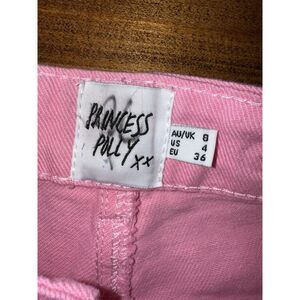 PRINCESS
POLLY
xx
AU/UK 8
US 4
EU 36